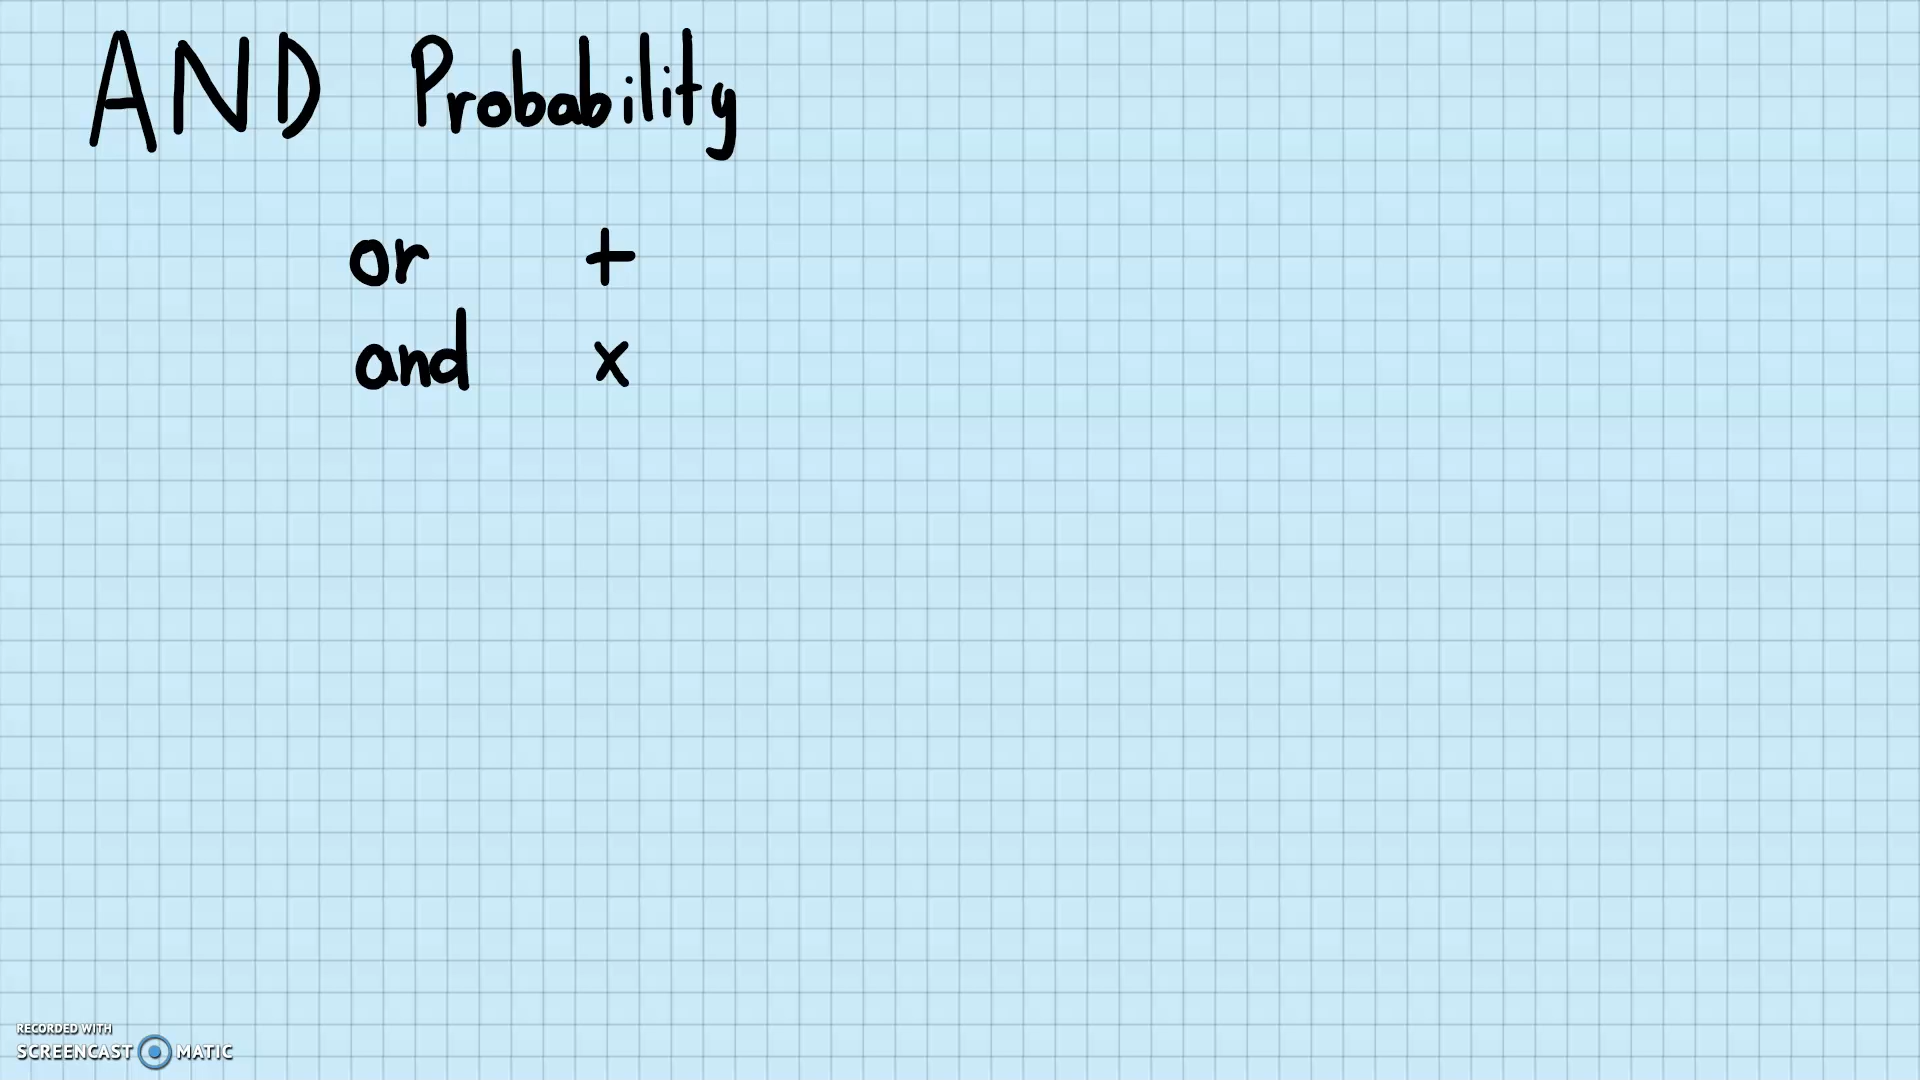 AND Probability
or +
and x
RECORDED WITH
SCREENCAST MATIC